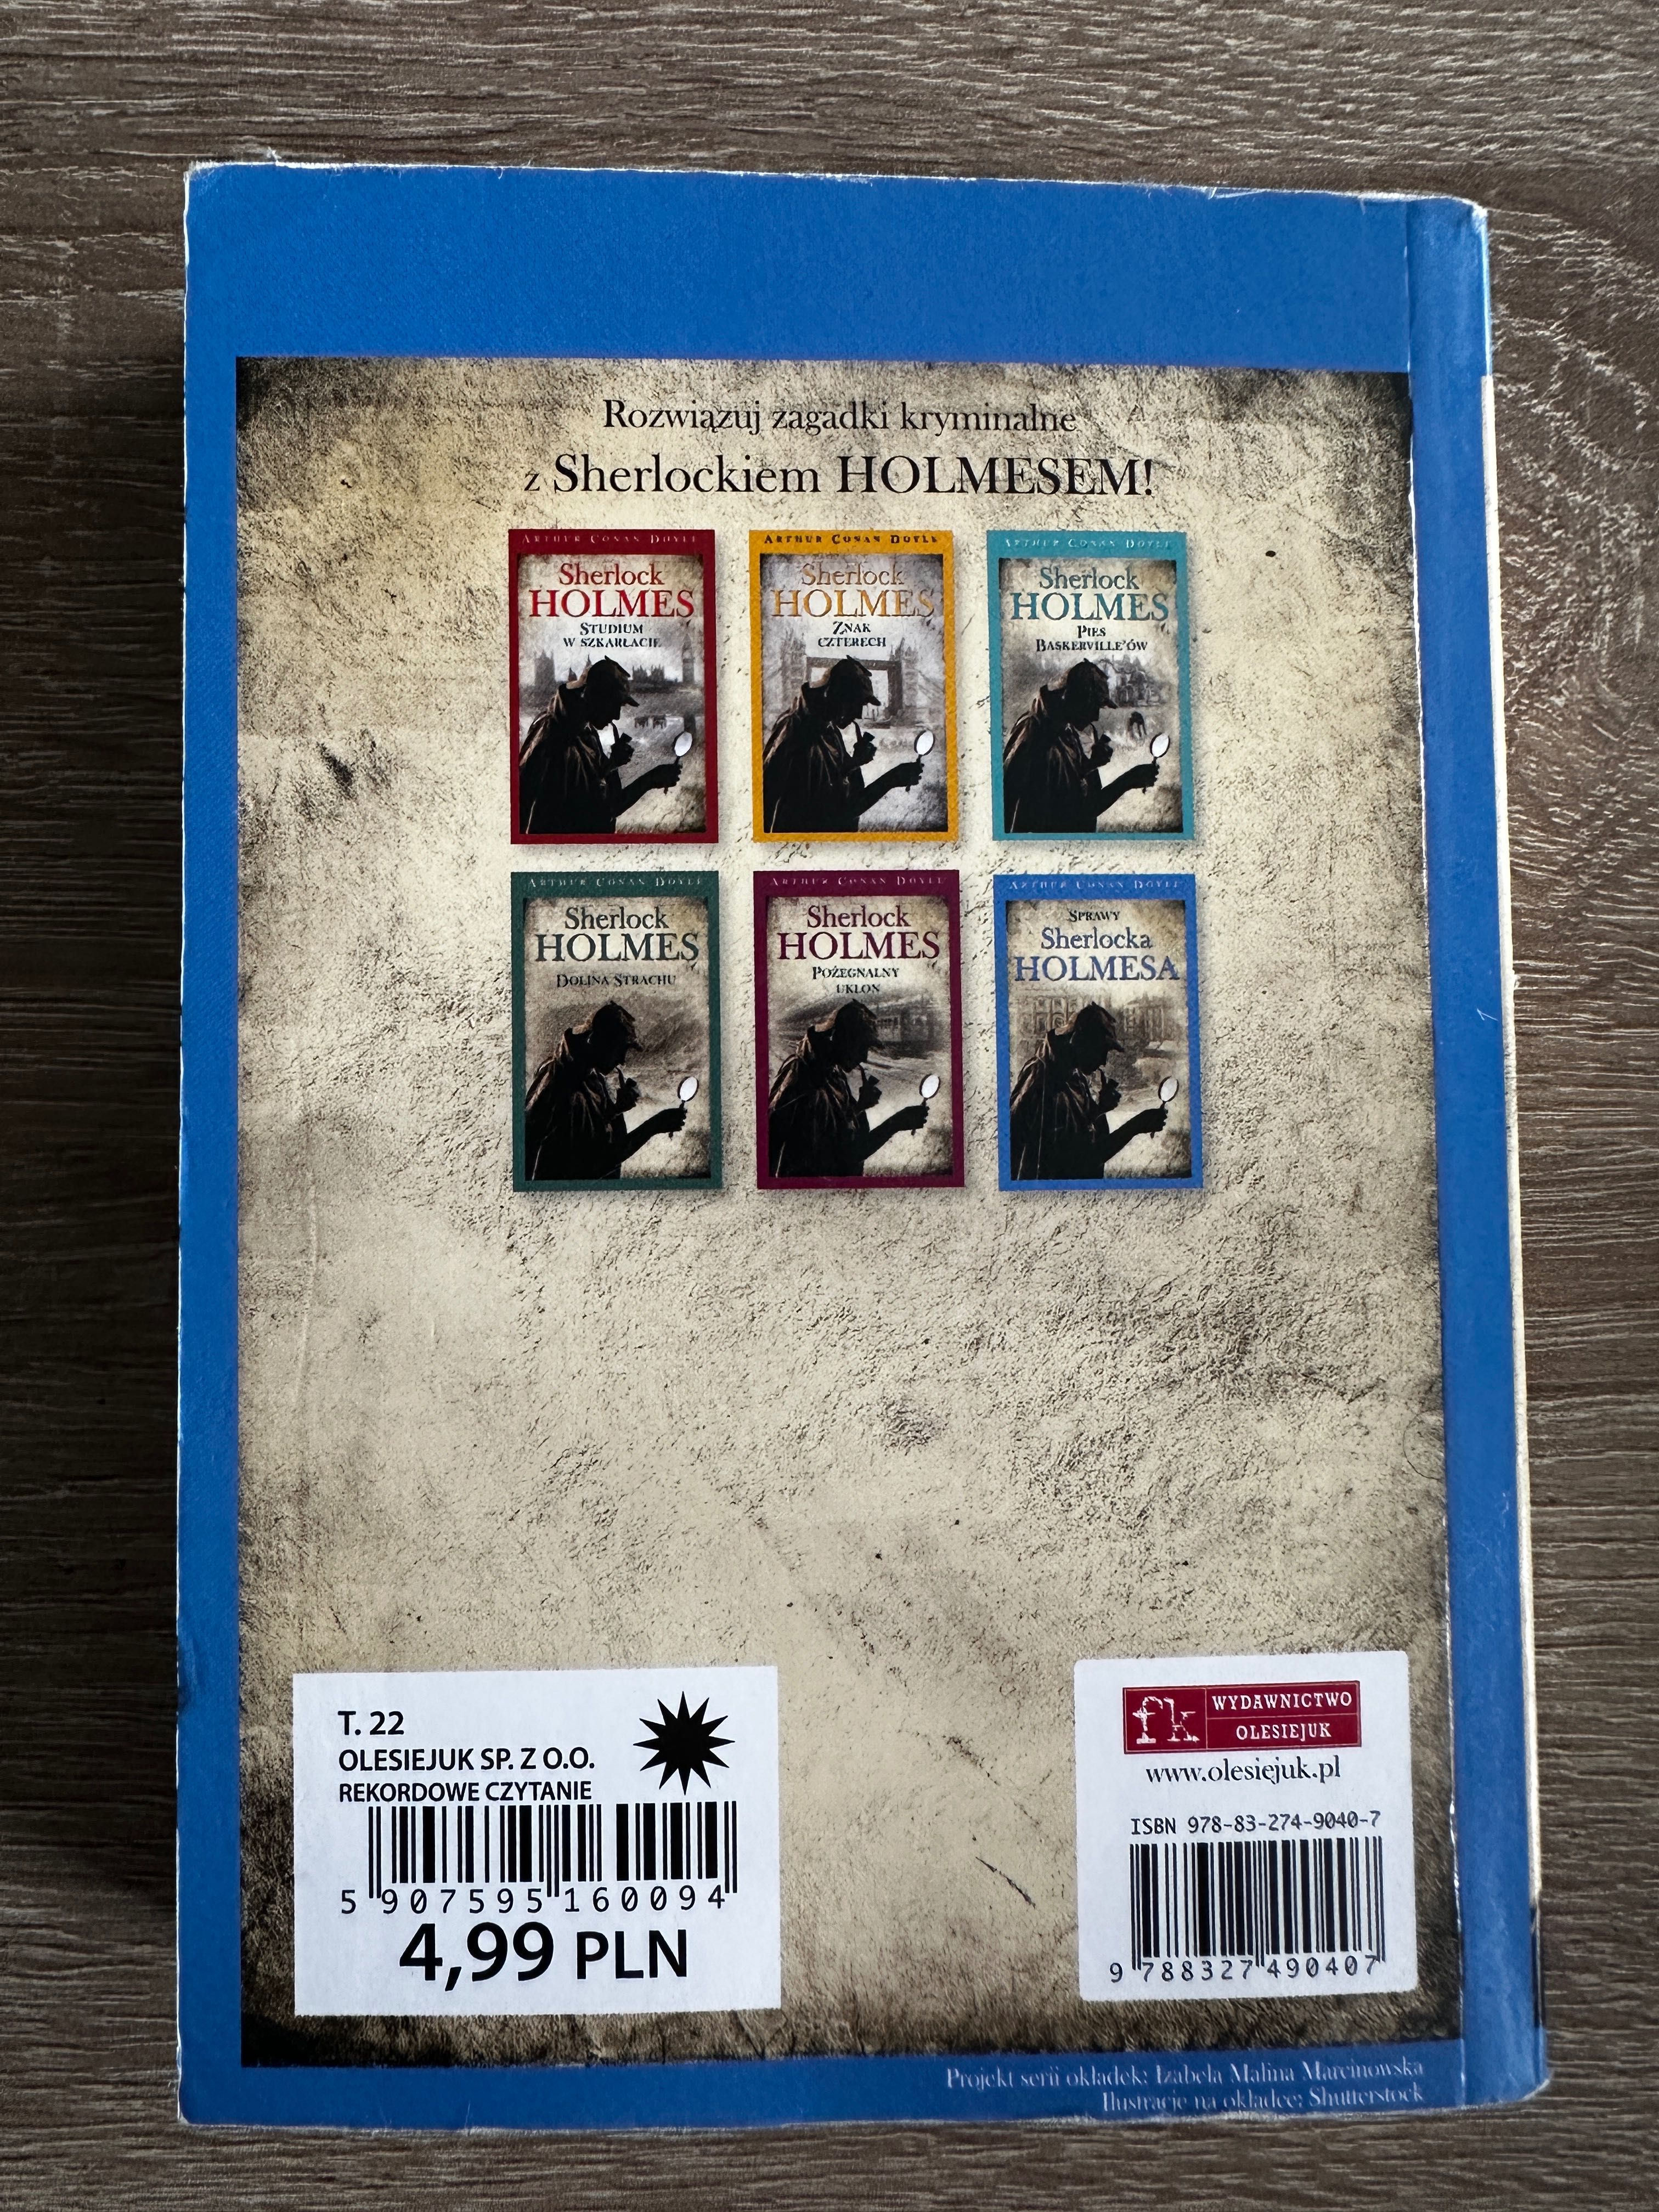 Rozwiązuj zagadki kryminalne
z Sherlockiem HOLMESEM!
ARTHUR CONAN DOYLE
Sherlock
HOLMES
STUDIUM
W SZKARŁACIE
ARTHUR CONAN DOYLE
Sherlock
HOLMES
ZNAK
CZTERECH
ARTHUR CONAN DOYLE
Sherlock
HOLMES
PIES
BASKERVILLE'ÓW
ARTHUR CONAN DOYLE
Sherlock
HOLMES
DOLINA STRACHU
ARTHUR CONAN DOYLE
Sherlock
HOLMES
POŻEGNALNY
UKŁON
ARTHUR CONAN DOYLE
SPRAWY
Sherlocka
HOLMESA
T. 22
OLESIEJUK SP. Z O.O.
REKORDOWE CZYTANIE
5 907595 160094
4,99 PLN
fk WYDAWNICTWO
OLESIEJUK
www.olesiejuk.pl
ISBN 978-83-274-9040-7
9 788327 490407
Projekt serii okładek: Izabela Malina Marcinowska
Ilustracje na okładce: Shutterstock